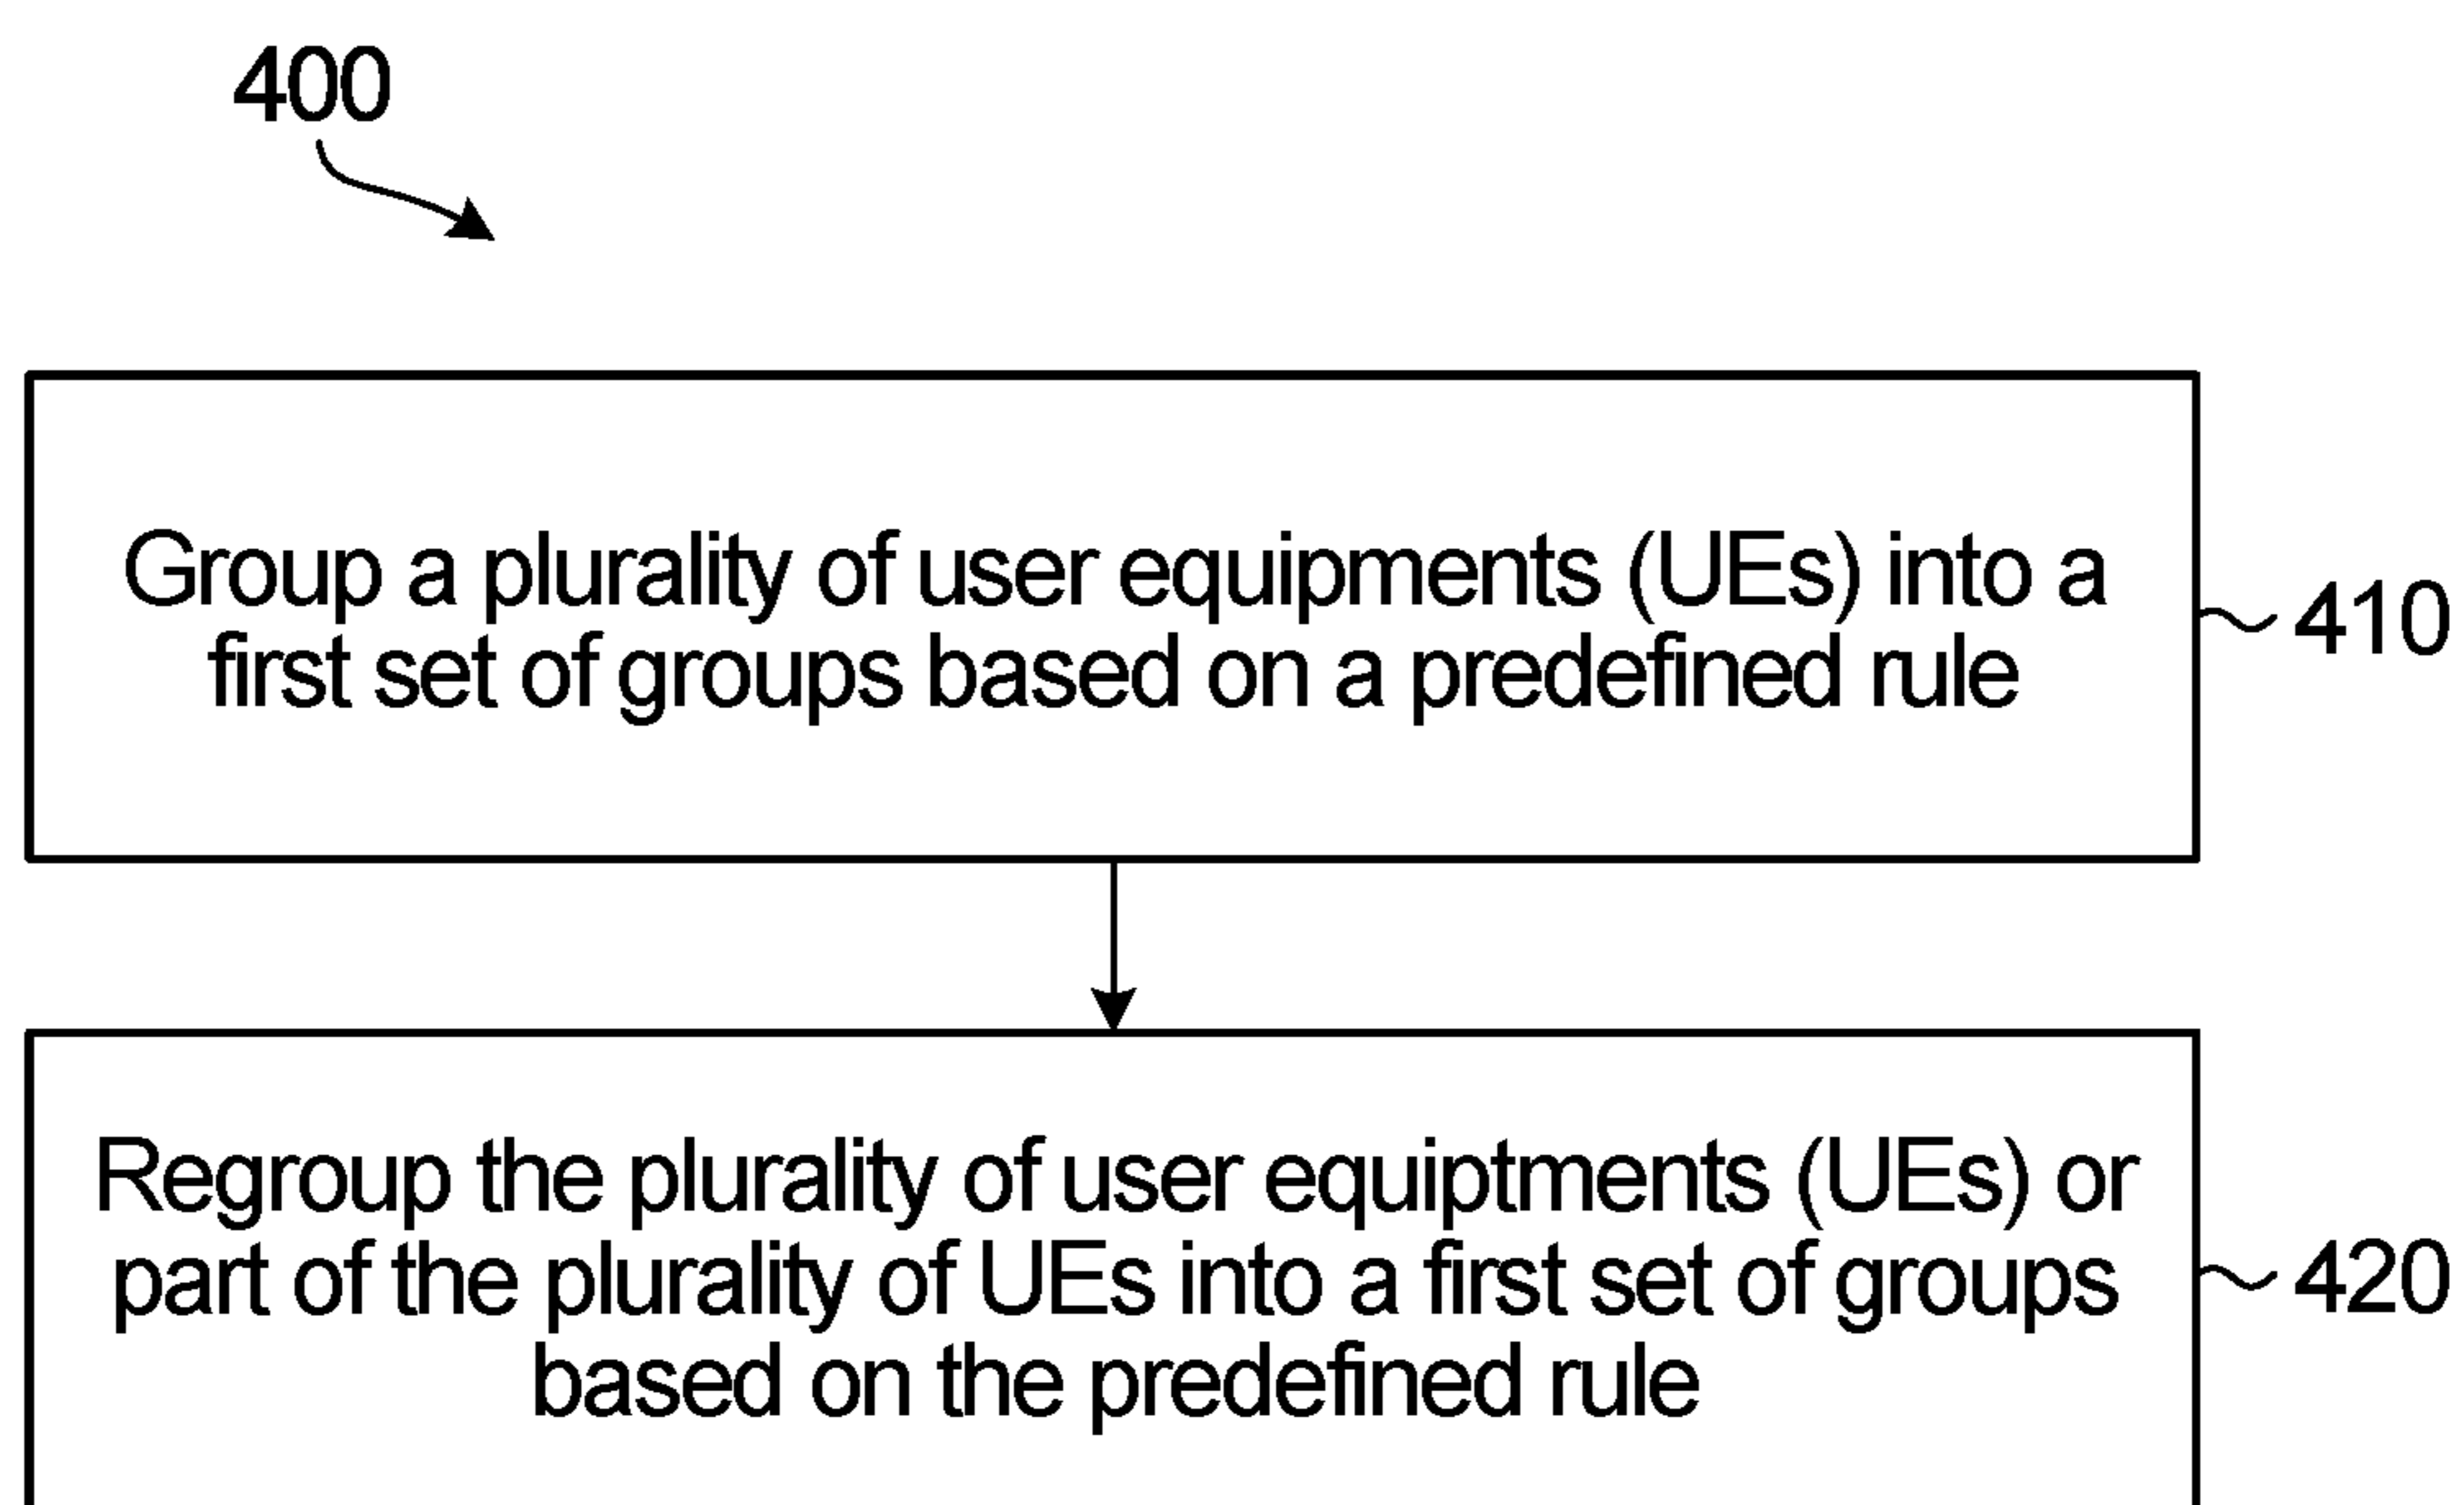 400
Group a plurality of user equipments (UEs) into a
first set of groups based on a predefined rule
410
Regroup the plurality of user equiptments (UEs) or
part of the plurality of UEs into a first set of groups
based on the predefined rule
420